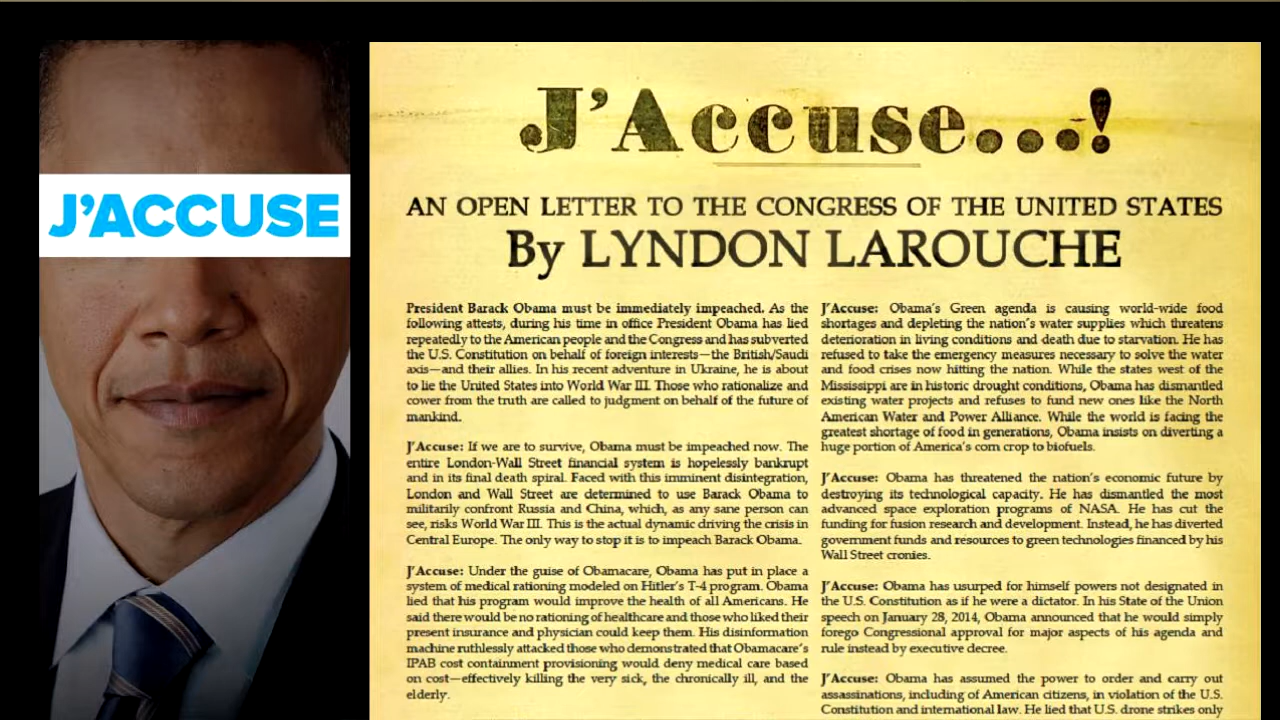 J'ACCUSE
J'Accuse...!
AN OPEN LETTER TO THE CONGRESS OF THE UNITED STATES
By LYNDON LAROUCHE
President Barack Obama must be immediately impeached. As the
following attests, during his time in office President Obama has lied
repeatedly to the American people and the Congress and has subverted
the U.S. Constitution on behalf of foreign interests—the British/Saudi
axis—and their allies. In his recent adventure in Ukraine, he is about
to lie the United States into World War III. Those who rationalize and
cower from the truth are called to judgment on behalf of the future of
mankind.
J'Accuse: If we are to survive, Obama must be impeached now. The
entire London-Wall Street financial system is hopelessly bankrupt
and in its final death spiral. Faced with this imminent disintegration,
London and Wall Street are determined to use Barack Obama to
militarily confront Russia and China, which, as any sane person can
see, risks World War III. This is the actual dynamic driving the crisis in
Central Europe. The only way to stop it is to impeach Barack Obama.
J'Accuse: Under the guise of Obamacare, Obama has put in place a
system of medical rationing modeled on Hitler's T-4 program. Obama
lied that his program would improve the health of all Americans. He
said there would be no rationing of healthcare and those who liked their
present insurance and physician could keep them. His disinformation
machine ruthlessly attacked those who demonstrated that Obamacare's
IPAB cost containment provisioning would deny medical care based
on cost—effectively killing the very sick, the chronically ill, and the
elderly.
J'Accuse: Obama's Green agenda is causing world-wide food
shortages and depleting the nation's water supplies which threatens
deterioration in living conditions and death due to starvation. He has
refused to take the emergency measures necessary to solve the water
and food crises now hitting the nation. While the states west of the
Mississippi are in historic drought conditions, Obama has dismantled
existing water projects and refuses to fund new ones like the North
American Water and Power Alliance. While the world is facing the
greatest shortage of food in generations, Obama insists on diverting a
huge portion of America's corn crop to biofuels.
J'Accuse: Obama has threatened the nation's economic future by
destroying its technological capacity. He has dismantled the most
advanced space exploration programs of NASA. He has cut the
funding for fusion research and development. Instead, he has diverted
government funds and resources to green technologies financed by his
Wall Street cronies.
J'Accuse: Obama has usurped for himself powers not designated in
the U.S. Constitution as if he were a dictator. In his State of the Union
speech on January 28, 2014, Obama announced that he would simply
forego Congressional approval for major aspects of his agenda and
rule instead by executive decree.
J'Accuse: Obama has assumed the power to order and carry out
assassinations, including of American citizens, in violation of the U.S.
Constitution and international law. He lied that U.S. drone strikes only